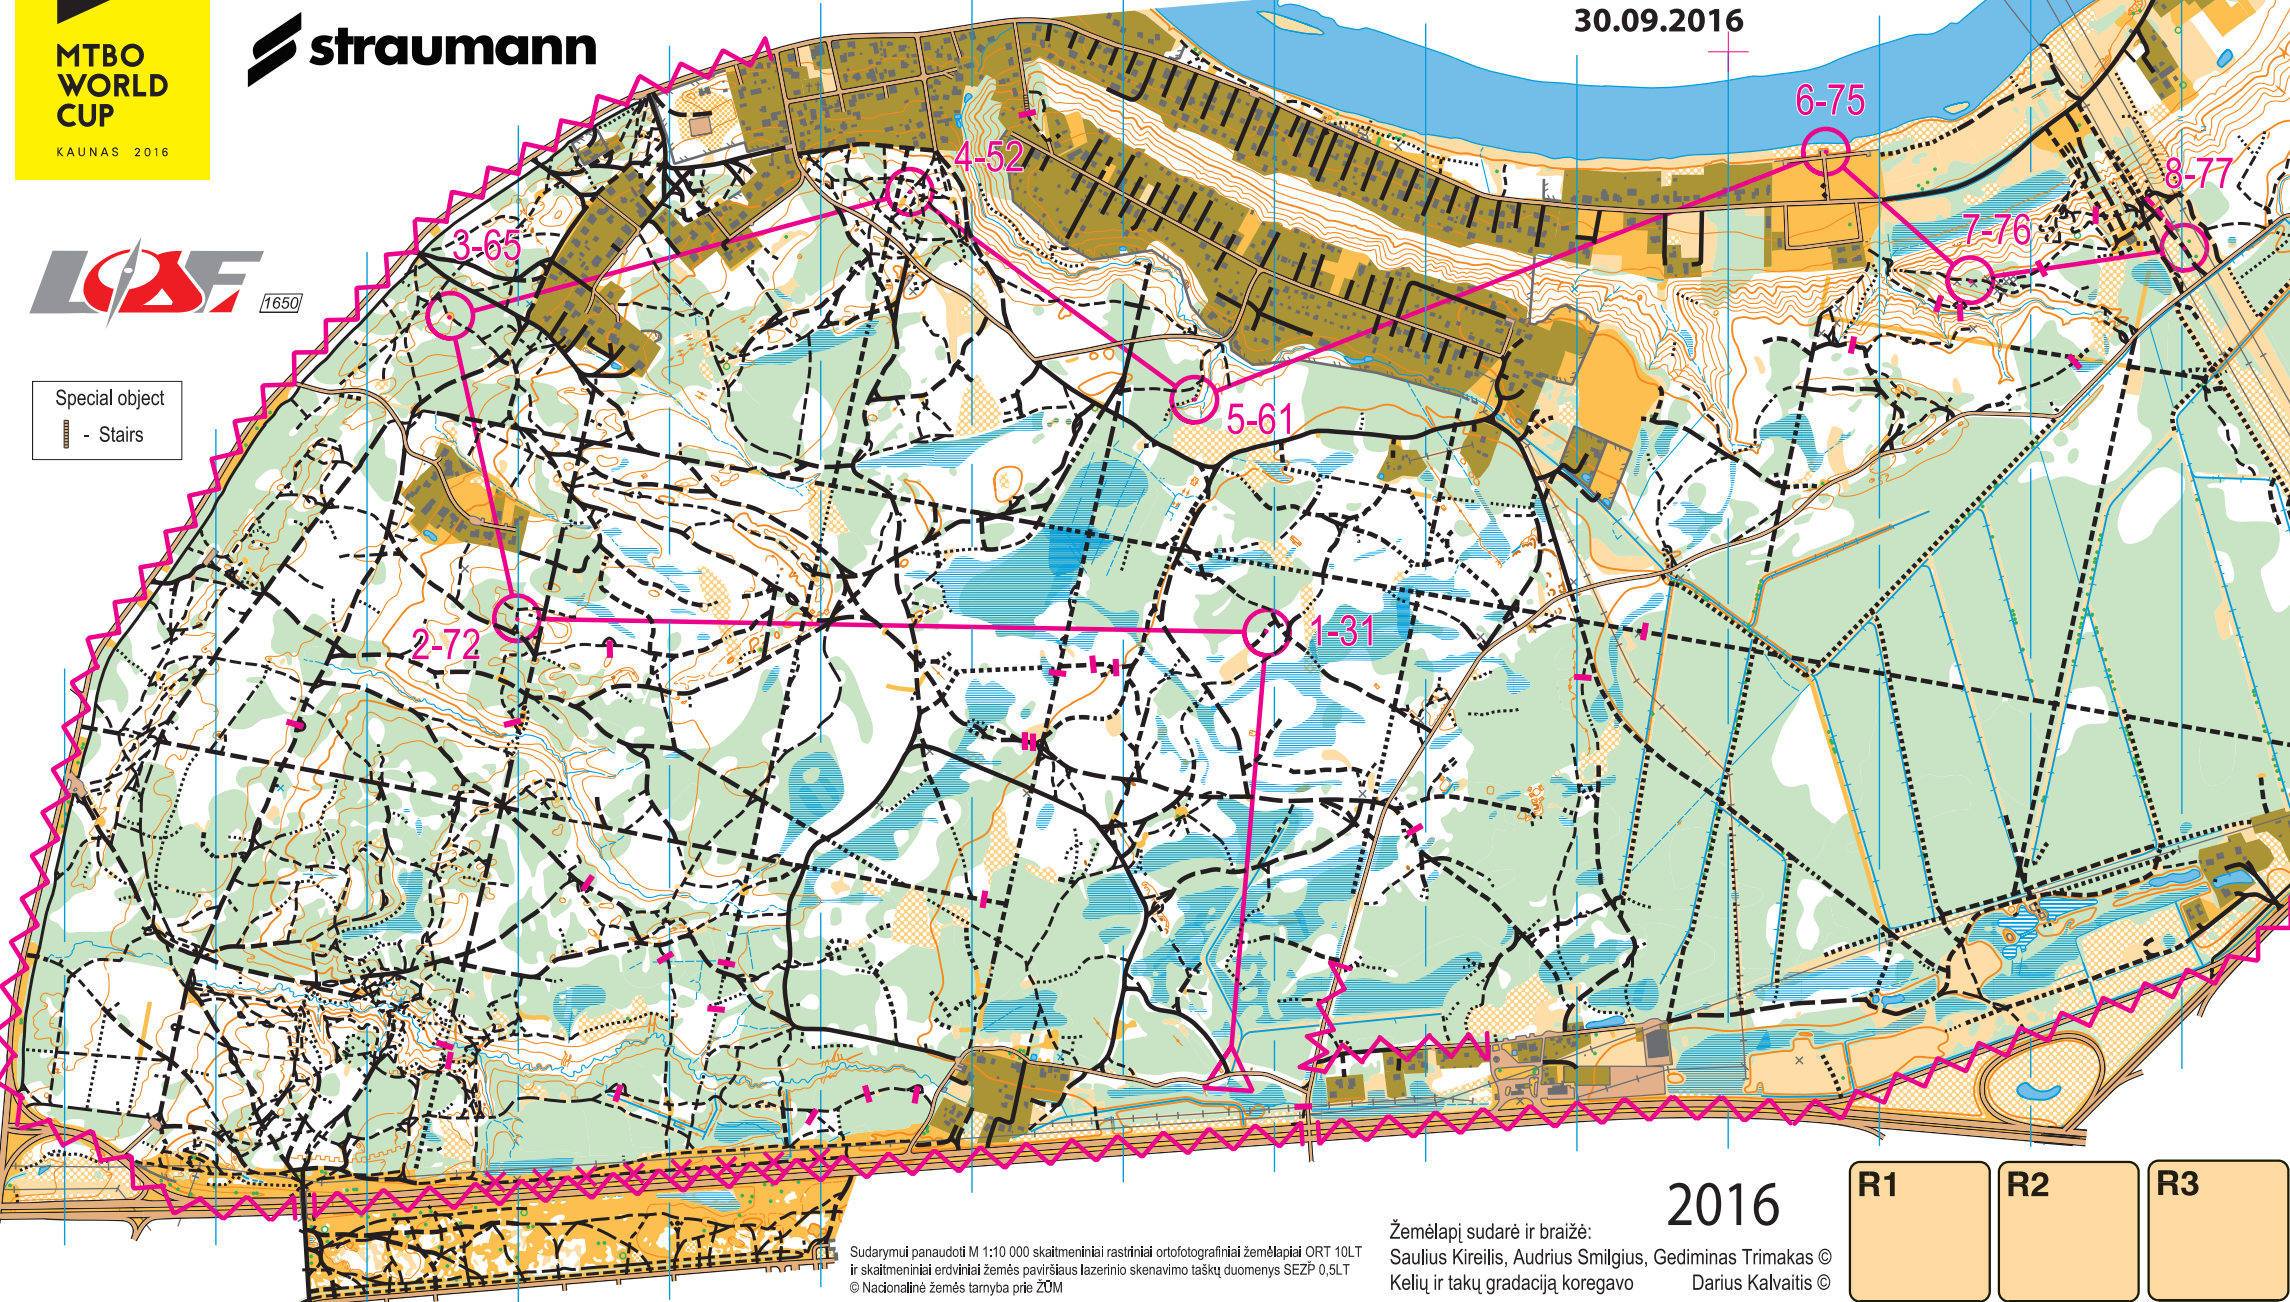 MTBO
WORLD
CUP
KAUNAS 2016
straumann
30.09.2016
6-75
4-52
8-77
7-76
3-65
1650
Special object
- Stairs
5-61
2-72
1-31
2016
R1
R2
R3
Sudarymui panaudoti M 1:10 000 skaitmeniniai rastriniai ortofotografiniai žemėlapiai ORT 10LT
ir skaitmeniniai erdviniai žemės paviršiaus lazerinio skenavimo taškų duomenys SEŽP 0,5LT
© Nacionalinė žemės tarnyba prie ŽŪM
Žemėlapį sudarė ir braižė:
Saulius Kireilis, Audrius Smilgius, Gediminas Trimakas ©
Kelių ir takų gradaciją koregavo Darius Kalvaitis ©